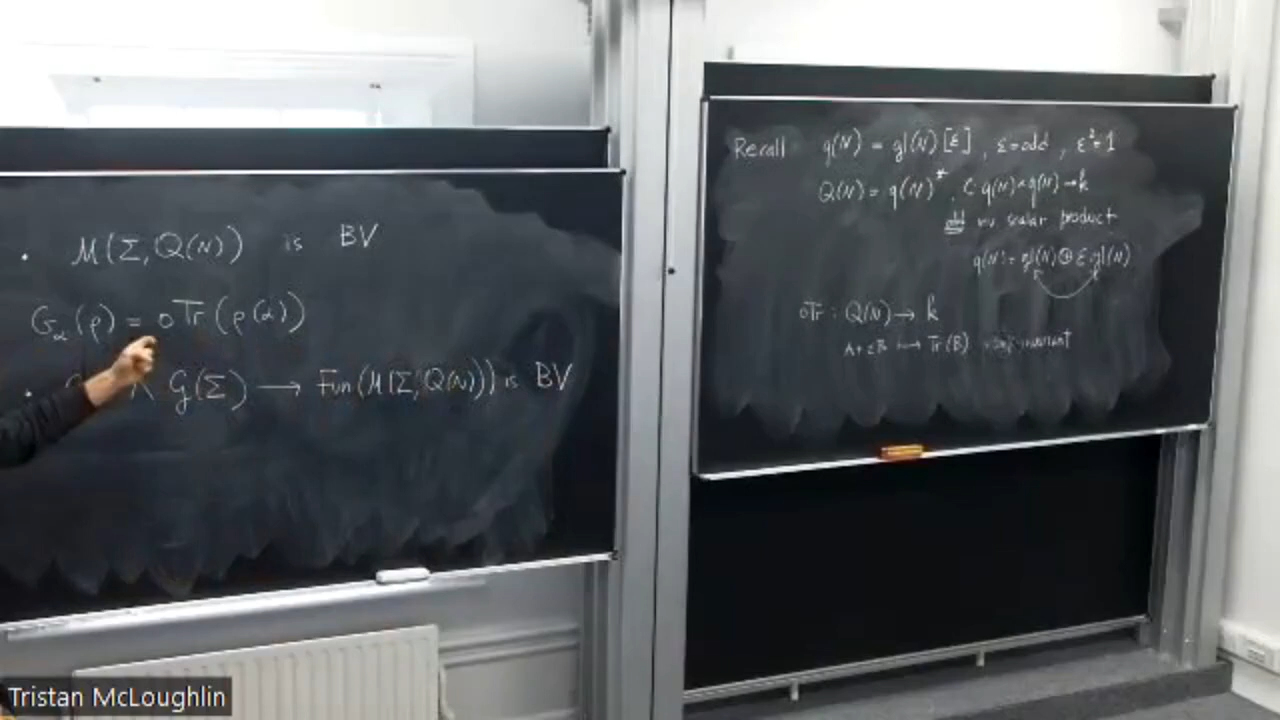 · M(Σ, Q(N)) is BV
G_α(ρ) = oTr(ρ(α))
· Λ g(Σ) → Fun(M(Σ, Q(N))) is BV
Recall q(N) = gl(N)[ε], ε=odd, ε²=1
Q(N) = q(N)*, (: q(N)×q(N)→k
odd inv scalar product
q(N) = gl(N) ⊕ ε gl(N)
oTr : Q(N) → k
A+εB ↦ Tr(B) invariant
Tristan McLoughlin